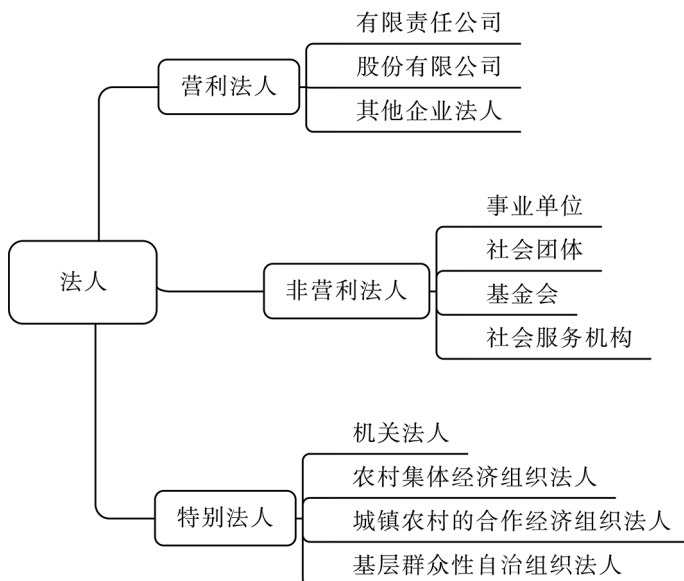 有限责任公司
营利法人
股份有限公司
其他企业法人
事业单位
社会团体
法人
非营利法人
基金会
社会服务机构
机关法人
农村集体经济组织法人
特别法人
城镇农村的合作经济组织法人
基层群众性自治组织法人